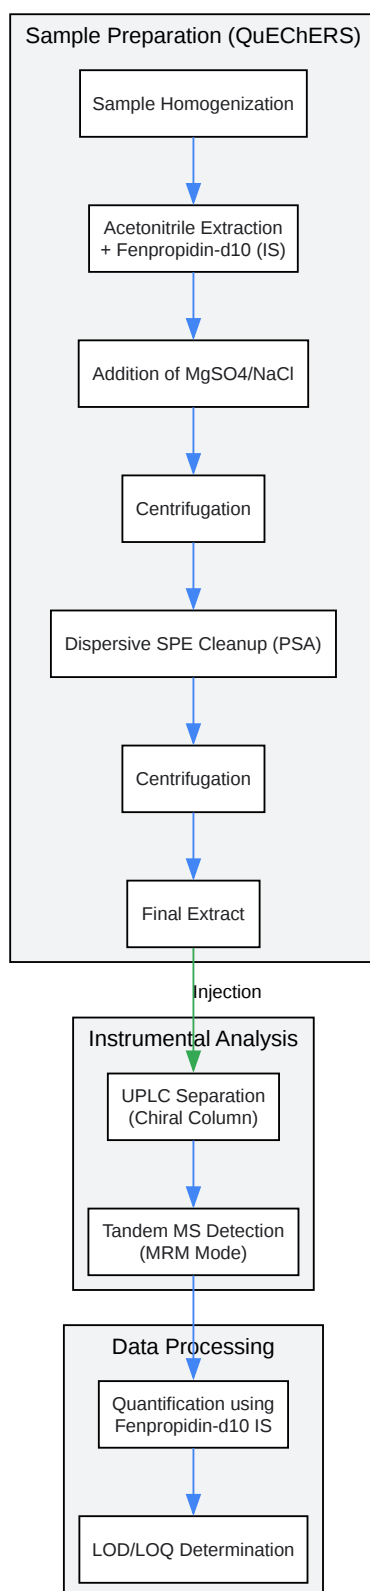 Sample Preparation (QuEChERS)
Sample Homogenization
Acetonitrile Extraction
+ Fenpropidin-d10 (IS)
Addition of MgSO4/NaCl
Centrifugation
Dispersive SPE Cleanup (PSA)
Centrifugation
Final Extract
Injection
Instrumental Analysis
UPLC Separation
(Chiral Column)
Tandem MS Detection
(MRM Mode)
Data Processing
Quantification using
Fenpropidin-d10 IS
LOD/LOQ Determination